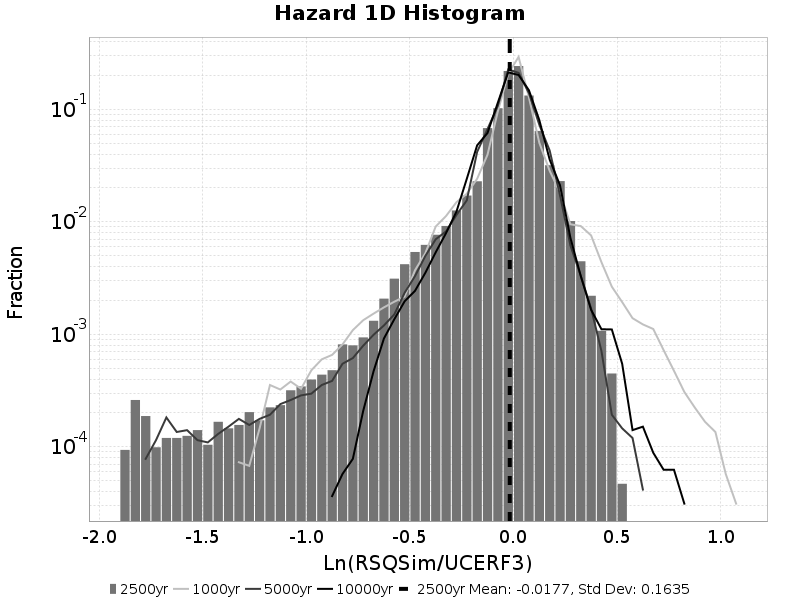 Hazard 1D Histogram
Fraction
10-1
10-2
10-3
10-4
-2.0 -1.5 -1.0 -0.5 0.0 0.5 1.0
Ln(RSQSim/UCERF3)
2500yr 1000yr 5000yr 10000yr 2500yr Mean: -0.0177, Std Dev: 0.1635